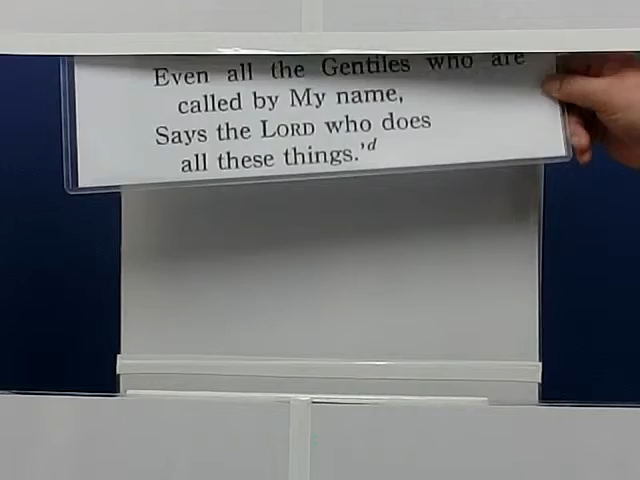 Even all the Gentiles who are
called by My name,
Says the LORD who does
all these things.'d